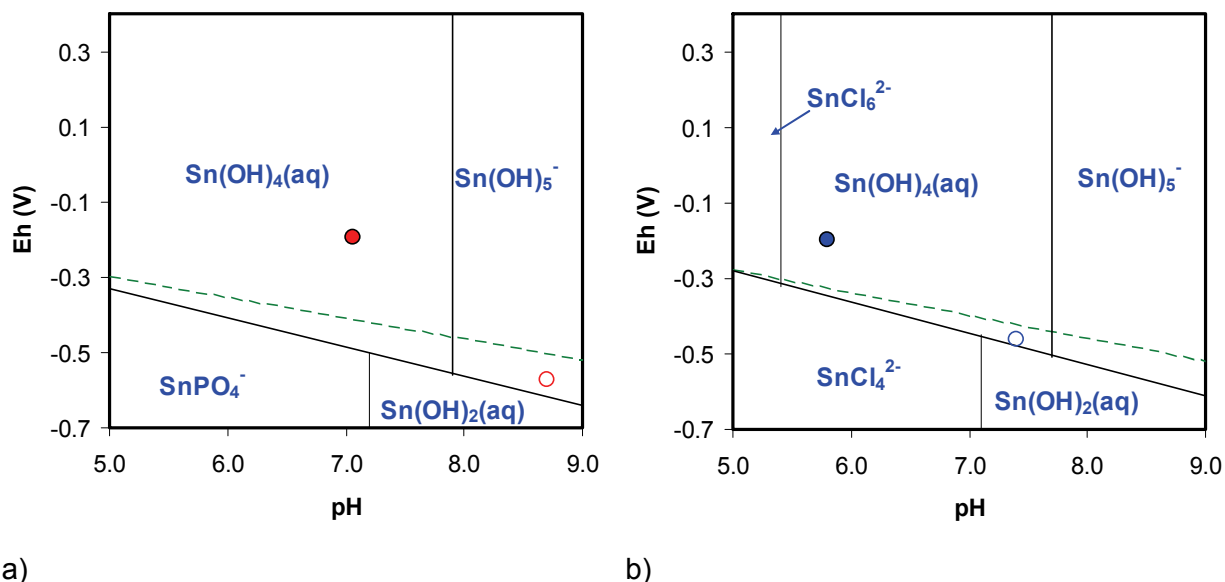 0.3
0.1
-0.1
-0.3
-0.5
-0.7
Eh (V)
Sn(OH)₄(aq)
Sn(OH)₅⁻
SnPO₄⁻
Sn(OH)₂(aq)
5.0 6.0 7.0 8.0 9.0
pH
a)
0.3
0.1
-0.1
-0.3
-0.5
-0.7
Eh (V)
SnCl₆²⁻
Sn(OH)₄(aq)
Sn(OH)₅⁻
SnCl₄²⁻
Sn(OH)₂(aq)
5.0 6.0 7.0 8.0 9.0
pH
b)